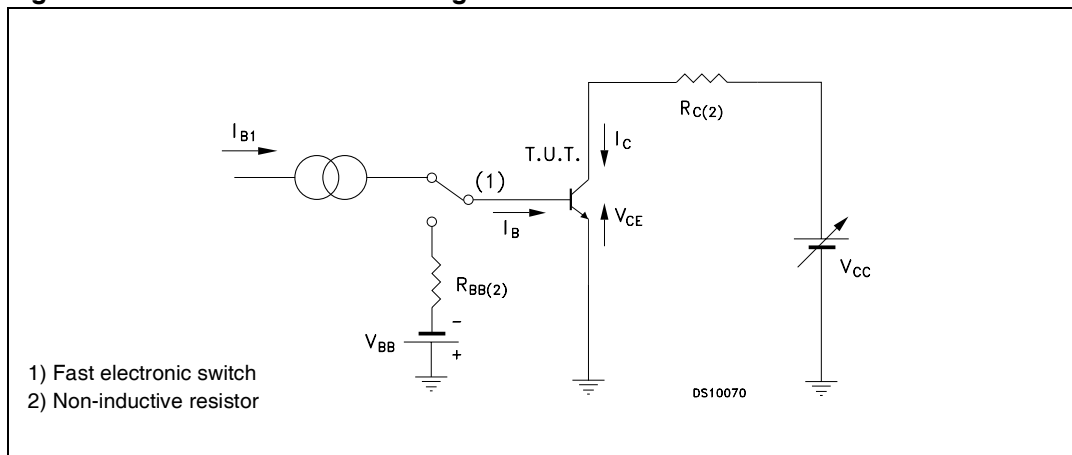 I_B1
T.U.T.
I_C
R_C(2)
(1)
I_B
V_CE
R_BB(2)
V_BB
-
+
V_CC
1) Fast electronic switch
2) Non-inductive resistor
DS10070